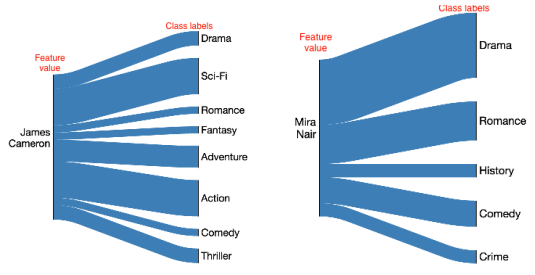 Class labels
Feature
value
Drama
Sci-Fi
Romance
Fantasy
Adventure
Action
Comedy
Thriller
James
Cameron
Class labels
Feature
value
Drama
Romance
History
Comedy
Crime
Mira
Nair